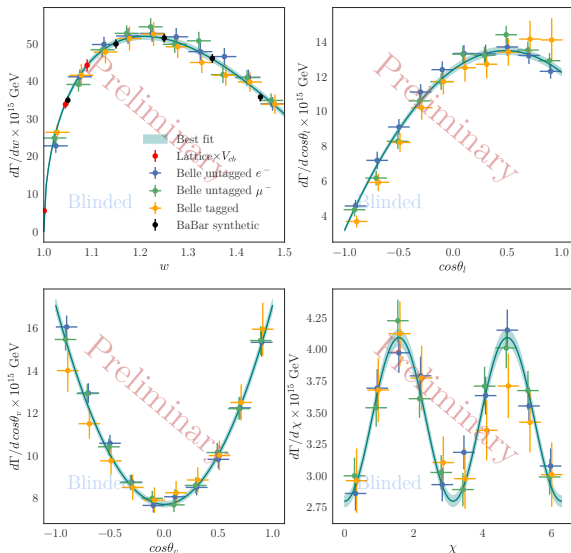 dΓ/dw × 10^15 GeV
50
40
30
20
10
0
1.0
1.1
1.2
1.3
1.4
1.5
w
Preliminary
Blinded
Best fit
Lattice×V_cb
Belle untagged e^−
Belle untagged μ^−
Belle tagged
BaBar synthetic
dΓ/d cosθ_l × 10^15 GeV
14
12
10
8
6
4
−1.0
−0.5
0.0
0.5
1.0
cosθ_l
Preliminary
Blinded
dΓ/d cosθ_v × 10^15 GeV
16
14
12
10
8
−1.0
−0.5
0.0
0.5
1.0
cosθ_v
Preliminary
Blinded
dΓ/dχ × 10^15 GeV
4.25
4.00
3.75
3.50
3.25
3.00
2.75
0
2
4
6
χ
Preliminary
Blinded